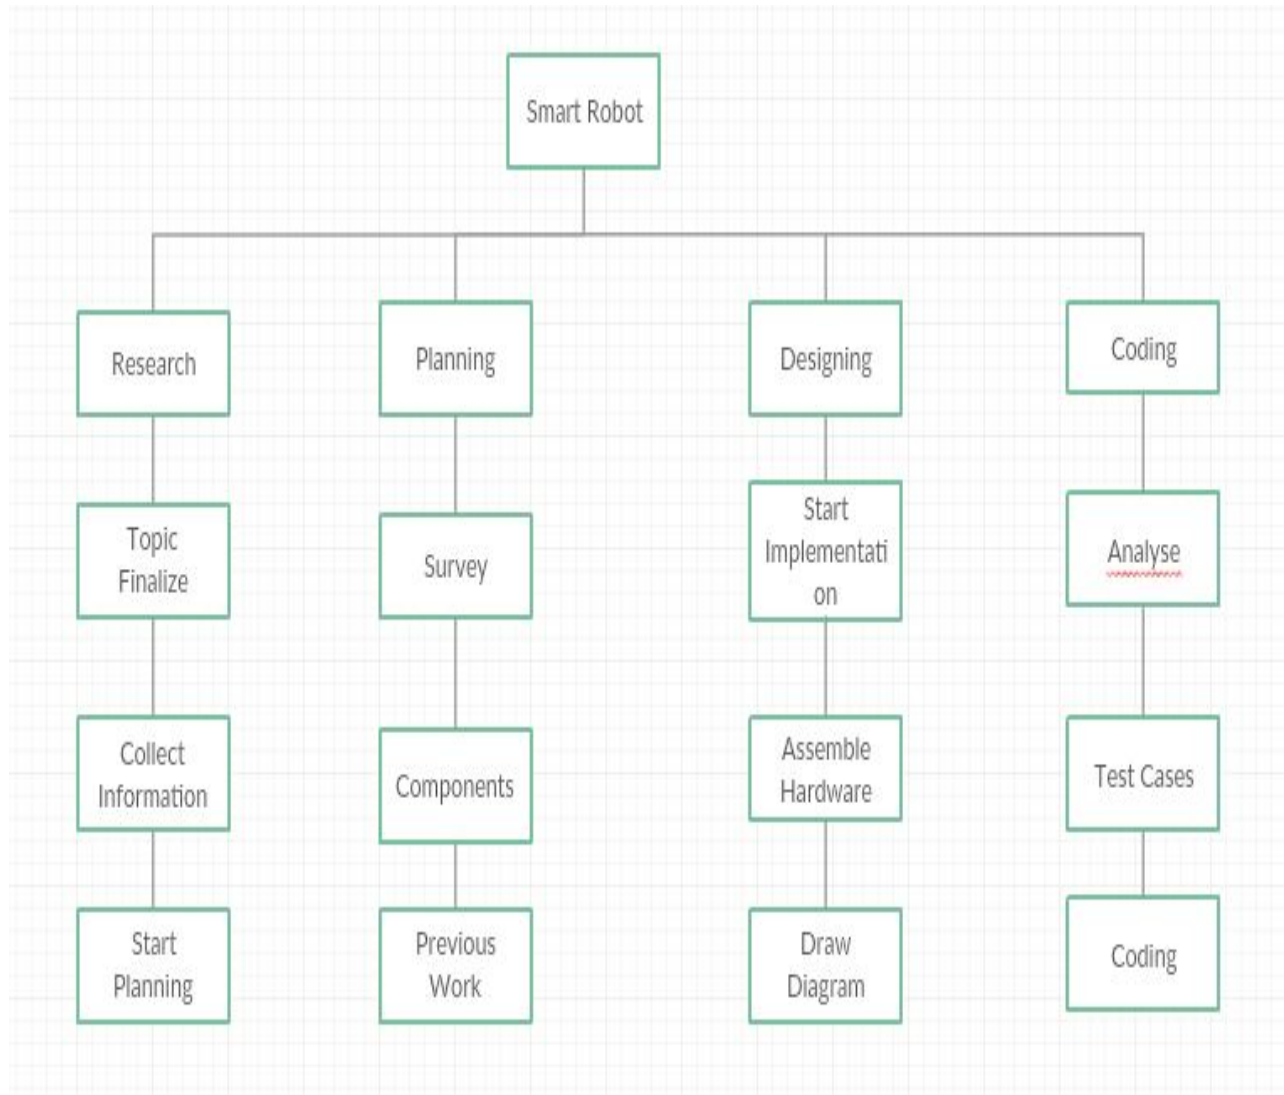 Smart Robot
Research
Planning
Designing
Coding
Topic
Finalize
Survey
Start
Implementati
on
Analyse
Collect
Information
Components
Assemble
Hardware
Test Cases
Start
Planning
Previous
Work
Draw
Diagram
Coding